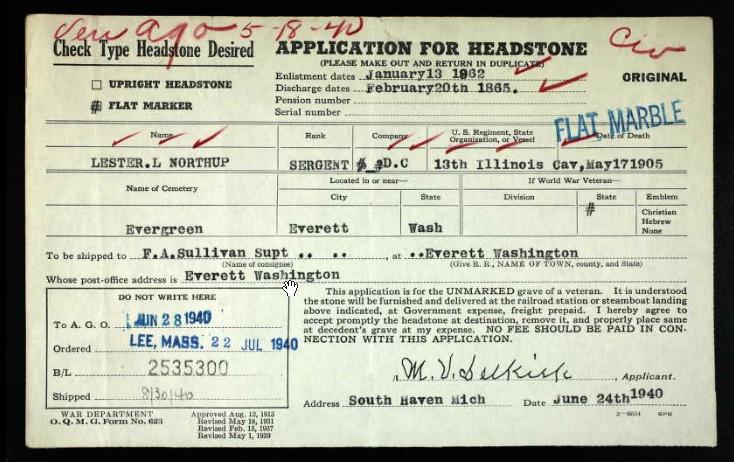 5-18-40
Civ
Check Type Headstone Desired
APPLICATION FOR HEADSTONE
(PLEASE MAKE OUT AND RETURN IN DUPLICATE)
ORIGINAL
Enlistment dates January13 1962
Discharge dates February20th 1865.
Pension number
Serial number
UPRIGHT HEADSTONE
# FLAT MARKER
FLAT MARBLE
Name Rank Company U. S. Regiment, State Organization, or Vessel Date of Death
LESTER.L NORTHUP SERGENT # #D.C 13th Illinois Cav, May171905
Name of Cemetery Located in or near— If World War Veteran—
City State Division State Emblem
# Christian
Hebrew
None
Evergreen Everett Wash
To be shipped to F.A.Sullivan Supt .. .. , at ..Everett Washington
(Name of consignee) (Give R. R., NAME OF TOWN, county, and State)
Whose post-office address is Everett Washington
DO NOT WRITE HERE
To A. G. O. JUN 28 1940
Ordered LEE, MASS. 22 JUL 1940
B/L 2535300
Shipped 8/30/40
This application is for the UNMARKED grave of a veteran. It is understood
the stone will be furnished and delivered at the railroad station or steamboat landing
above indicated, at Government expense, freight prepaid. I hereby agree to
accept promptly the headstone at destination, remove it, and properly place same
at decedent's grave at my expense. NO FEE SHOULD BE PAID IN CON-
NECTION WITH THIS APPLICATION.
M. V. Selkirk , Applicant.
Address South Haven Mich Date June 24th1940
WAR DEPARTMENT
O. Q. M. G. Form No. 623
Approved Aug. 12, 1913
Revised May 18, 1931
Revised Feb. 15, 1937
Revised May 1, 1939
3—8654 GPO